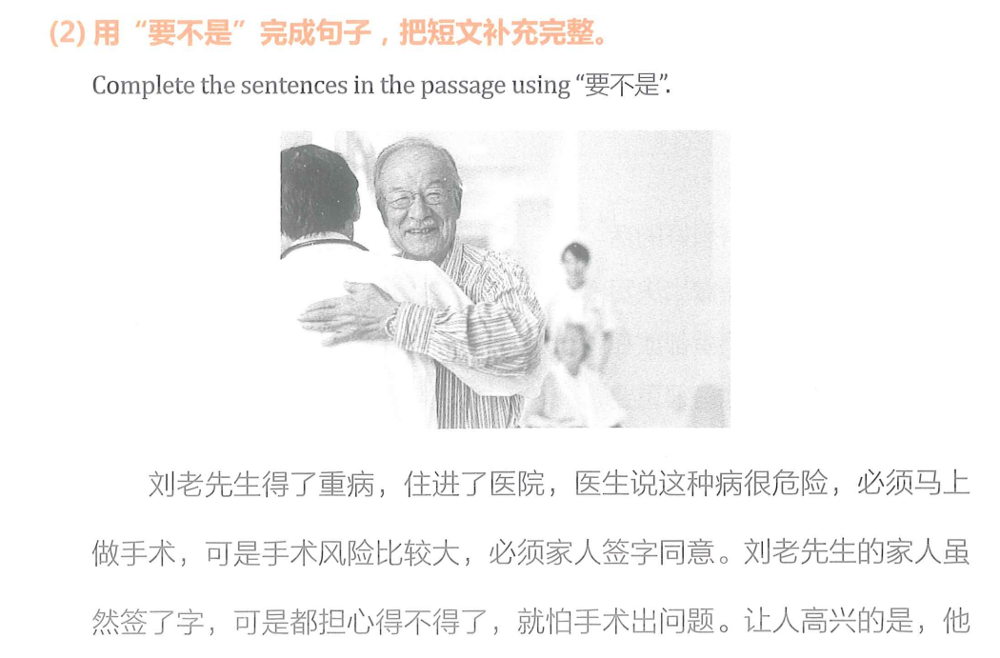 (2) 用“要不是”完成句子，把短文补充完整。
Complete the sentences in the passage using “要不是”.
刘老先生得了重病，住进了医院，医生说这种病很危险，必须马上
做手术，可是手术风险比较大，必须家人签字同意。刘老先生的家人虽
然签了字，可是都担心得不得了，就怕手术出问题。让人高兴的是，他